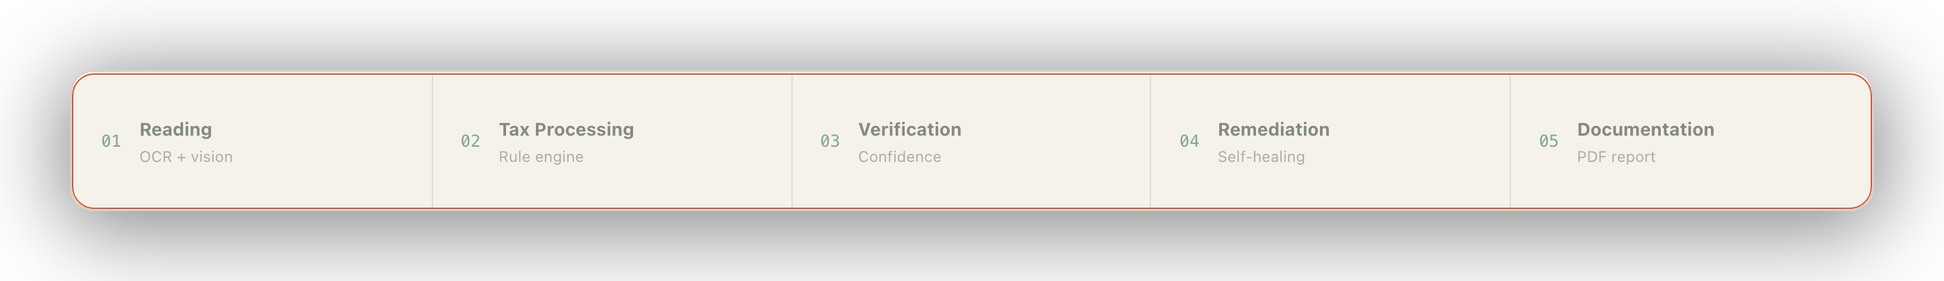 01
Reading
OCR + vision
02
Tax Processing
Rule engine
03
Verification
Confidence
04
Remediation
Self-healing
05
Documentation
PDF report